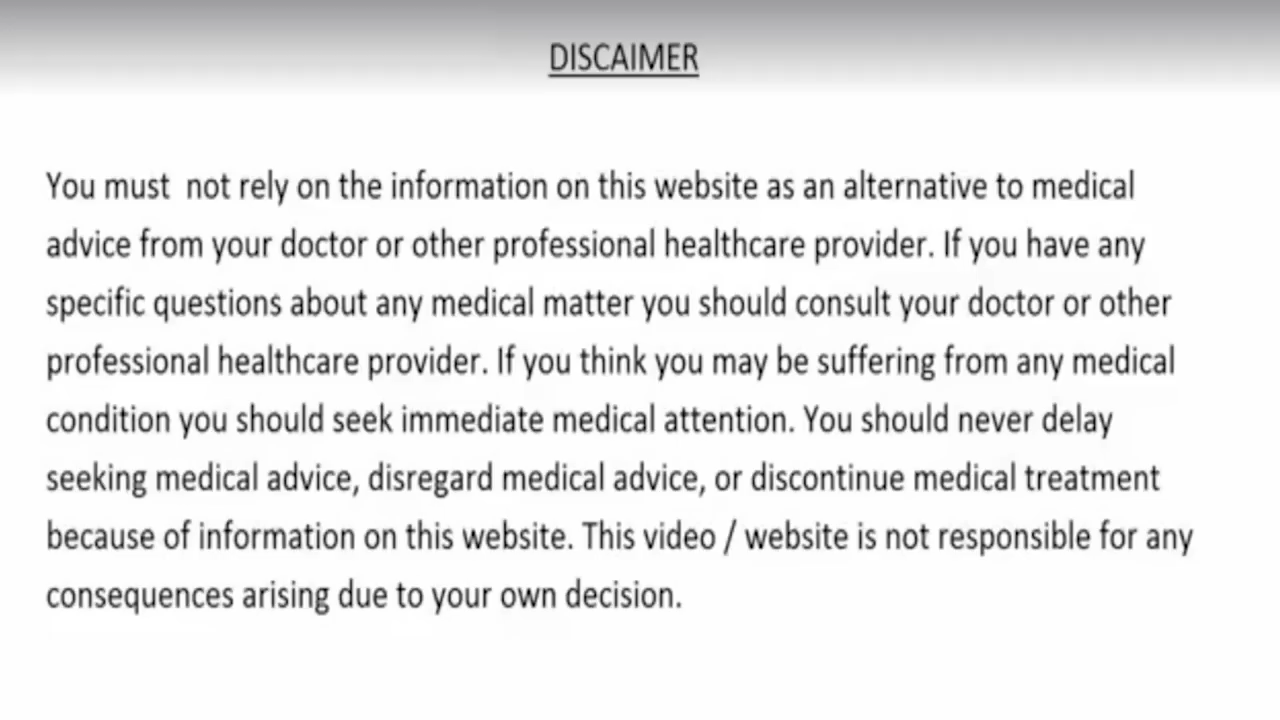 DISCAIMER
You must  not rely on the information on this website as an alternative to medical
advice from your doctor or other professional healthcare provider. If you have any
specific questions about any medical matter you should consult your doctor or other
professional healthcare provider. If you think you may be suffering from any medical
condition you should seek immediate medical attention. You should never delay
seeking medical advice, disregard medical advice, or discontinue medical treatment
because of information on this website. This video / website is not responsible for any
consequences arising due to your own decision.